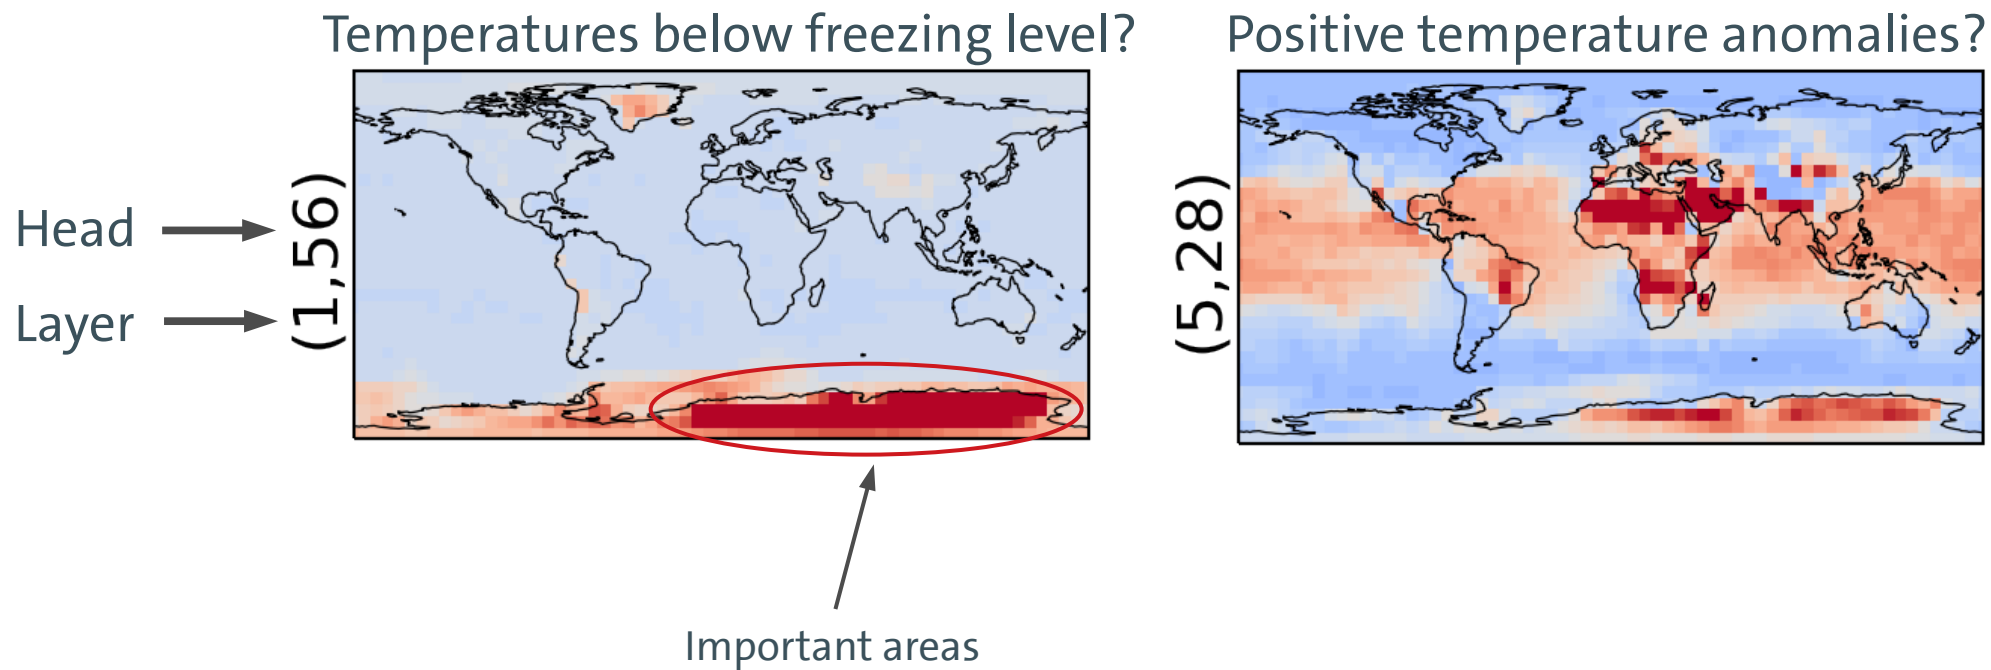 Temperatures below freezing level?
Positive temperature anomalies?
Head
Layer
(1,56)
(5,28)
Important areas